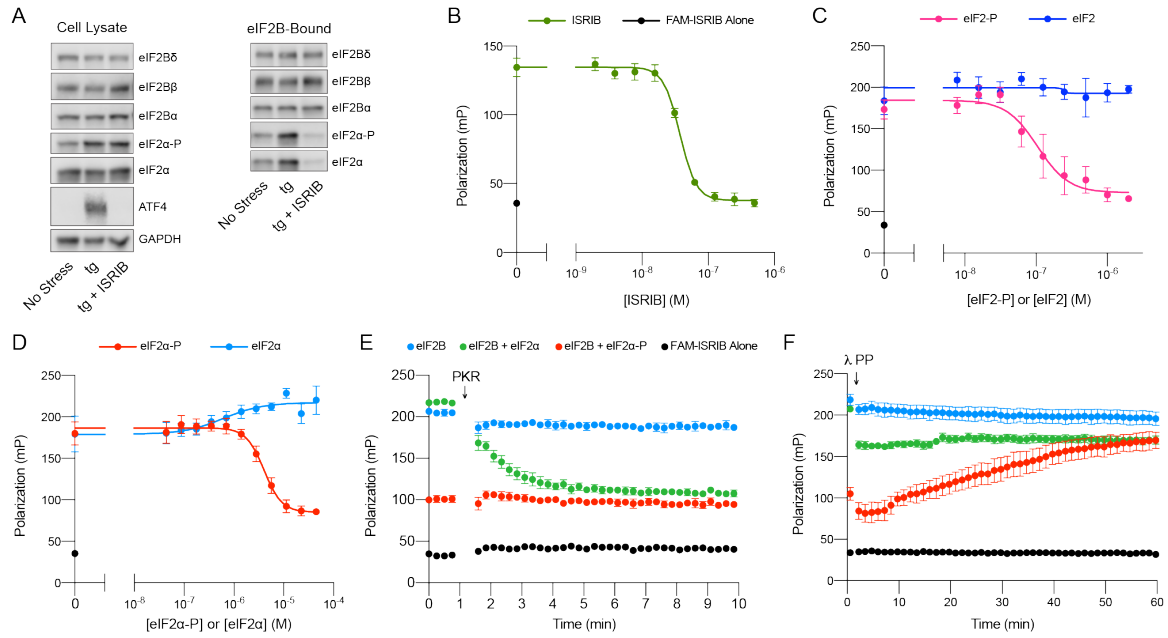 A
Cell Lysate
eIF2Bδ
eIF2Bβ
eIF2Bα
eIF2α-P
eIF2α
ATF4
GAPDH
No Stress
tg
tg + ISRIB
eIF2B-Bound
eIF2Bδ
eIF2Bβ
eIF2Bα
eIF2α-P
eIF2α
No Stress
tg
tg + ISRIB
B
ISRIB FAM-ISRIB Alone
Polarization (mP)
150
100
50
0
0 10-9 10-8 10-7 10-6
[ISRIB] (M)
C
eIF2-P eIF2
Polarization (mP)
250
200
150
100
50
0
0 10-8 10-7 10-6
[eIF2-P] or [eIF2] (M)
D
eIF2α-P eIF2α
Polarization (mP)
250
200
150
100
50
0
0 10-8 10-7 10-6 10-5 10-4
[eIF2α-P] or [eIF2α] (M)
E
eIF2B eIF2B + eIF2α eIF2B + eIF2α-P FAM-ISRIB Alone
PKR
Polarization (mP)
250
200
150
100
50
0
0 1 2 3 4 5 6 7 8 9 10
Time (min)
F
λ PP
Polarization (mP)
250
200
150
100
50
0
0 10 20 30 40 50 60
Time (min)